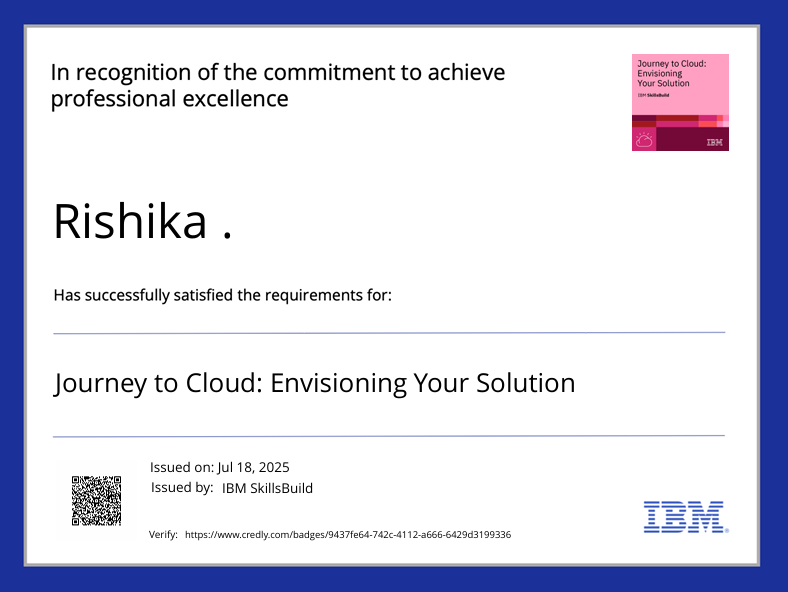 In recognition of the commitment to achieve
professional excellence
Journey to Cloud:
Envisioning
Your Solution
IBM SkillsBuild
IBM
Rishika .
Has successfully satisfied the requirements for:
Journey to Cloud: Envisioning Your Solution
Issued on: Jul 18, 2025
Issued by: IBM SkillsBuild
Verify: https://www.credly.com/badges/9437fe64-742c-4112-a666-6429d3199336
IBM®